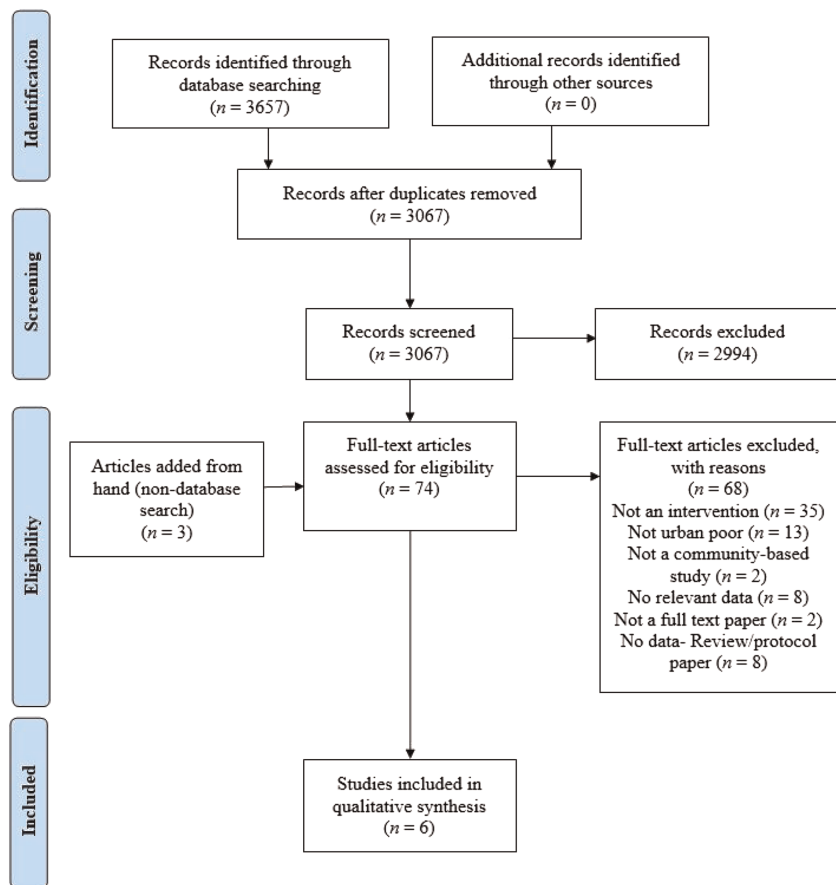 Identification
Records identified through
database searching
(n = 3657)
Additional records identified
through other sources
(n = 0)
Records after duplicates removed
(n = 3067)
Screening
Records screened
(n = 3067)
Records excluded
(n = 2994)
Eligibility
Articles added from
hand (non-database
search)
(n = 3)
Full-text articles
assessed for eligibility
(n = 74)
Full-text articles excluded,
with reasons
(n = 68)
Not an intervention (n = 35)
Not urban poor (n = 13)
Not a community-based
study (n = 2)
No relevant data (n = 8)
Not a full text paper (n = 2)
No data- Review/protocol
paper (n = 8)
Included
Studies included in
qualitative synthesis
(n = 6)